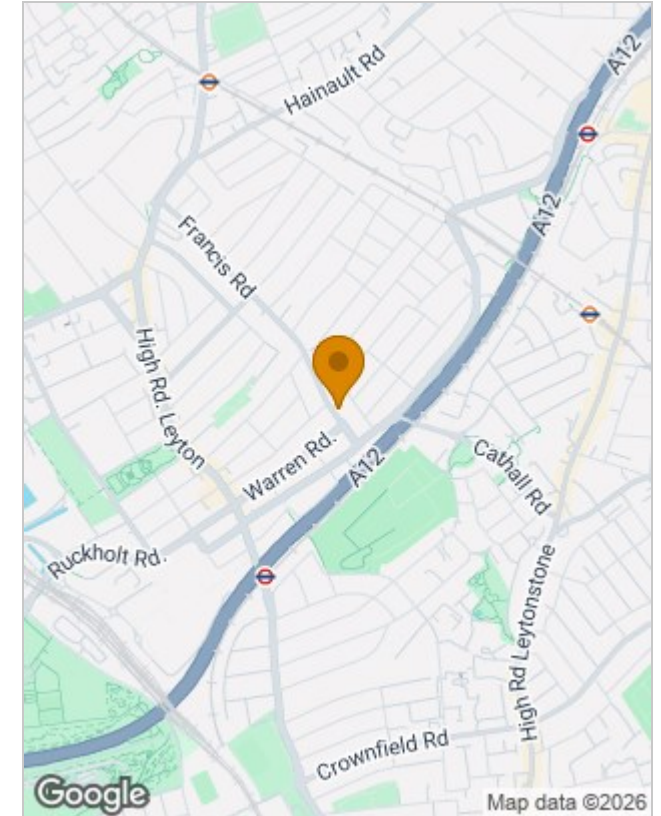 A12
Hainault Rd
A12
Francis Rd
High Rd. Leyton
Warren Rd.
A12
Cathall Rd
Ruckholt Rd.
High Rd Leytonstone
Crownfield Rd
Google
Map data ©2026